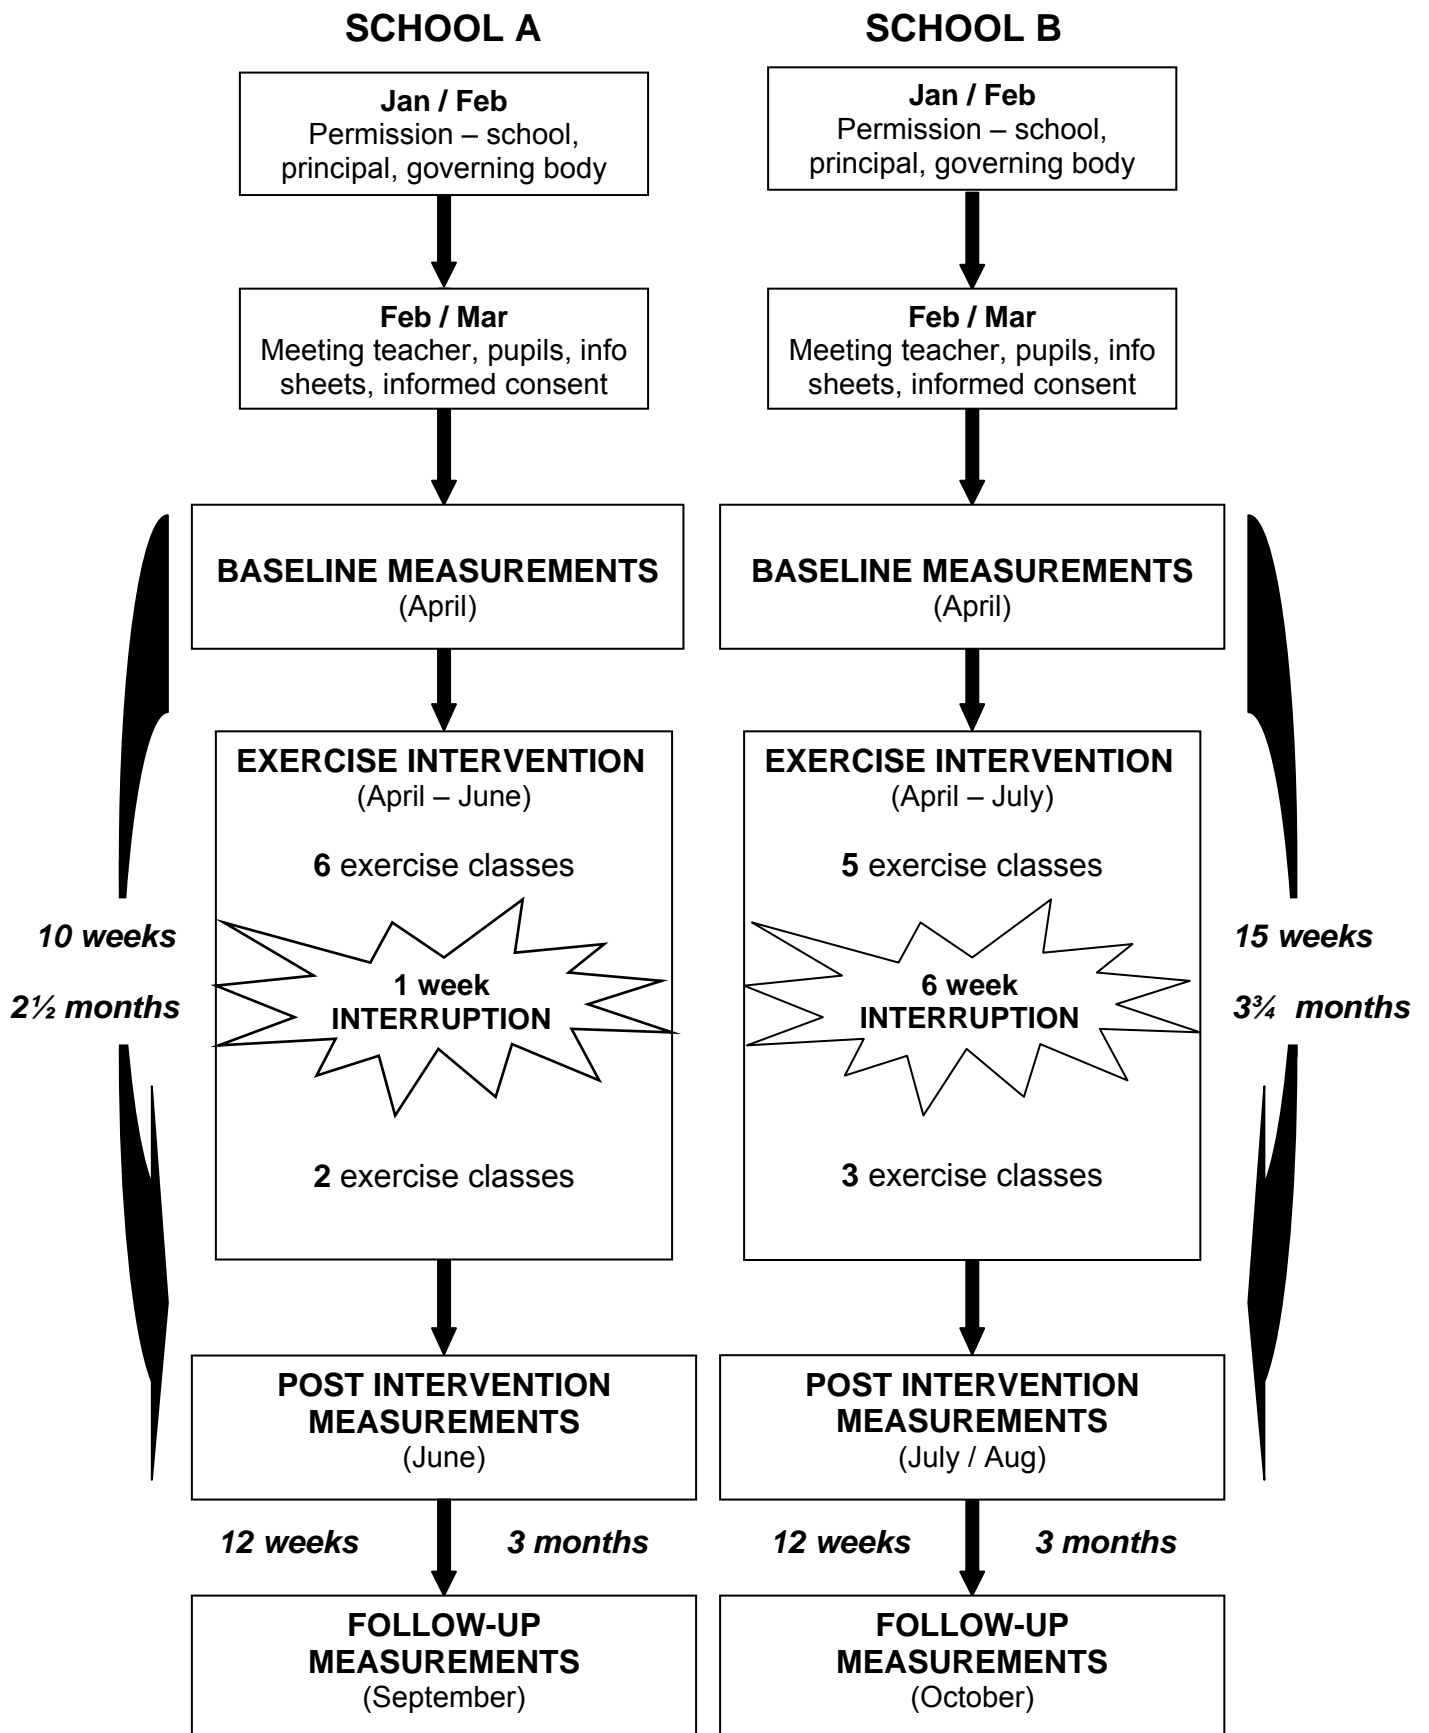 SCHOOL A
Jan / Feb
Permission – school,
principal, governing body
Feb / Mar
Meeting teacher, pupils, info
sheets, informed consent
BASELINE MEASUREMENTS
(April)
EXERCISE INTERVENTION
(April – June)
6 exercise classes
10 weeks
2½ months
1 week
INTERRUPTION
2 exercise classes
POST INTERVENTION
MEASUREMENTS
(June)
12 weeks
3 months
FOLLOW-UP
MEASUREMENTS
(September)
SCHOOL B
Jan / Feb
Permission – school,
principal, governing body
Feb / Mar
Meeting teacher, pupils, info
sheets, informed consent
BASELINE MEASUREMENTS
(April)
EXERCISE INTERVENTION
(April – July)
5 exercise classes
6 week
INTERRUPTION
15 weeks
3¾ months
3 exercise classes
POST INTERVENTION
MEASUREMENTS
(July / Aug)
12 weeks
3 months
FOLLOW-UP
MEASUREMENTS
(October)